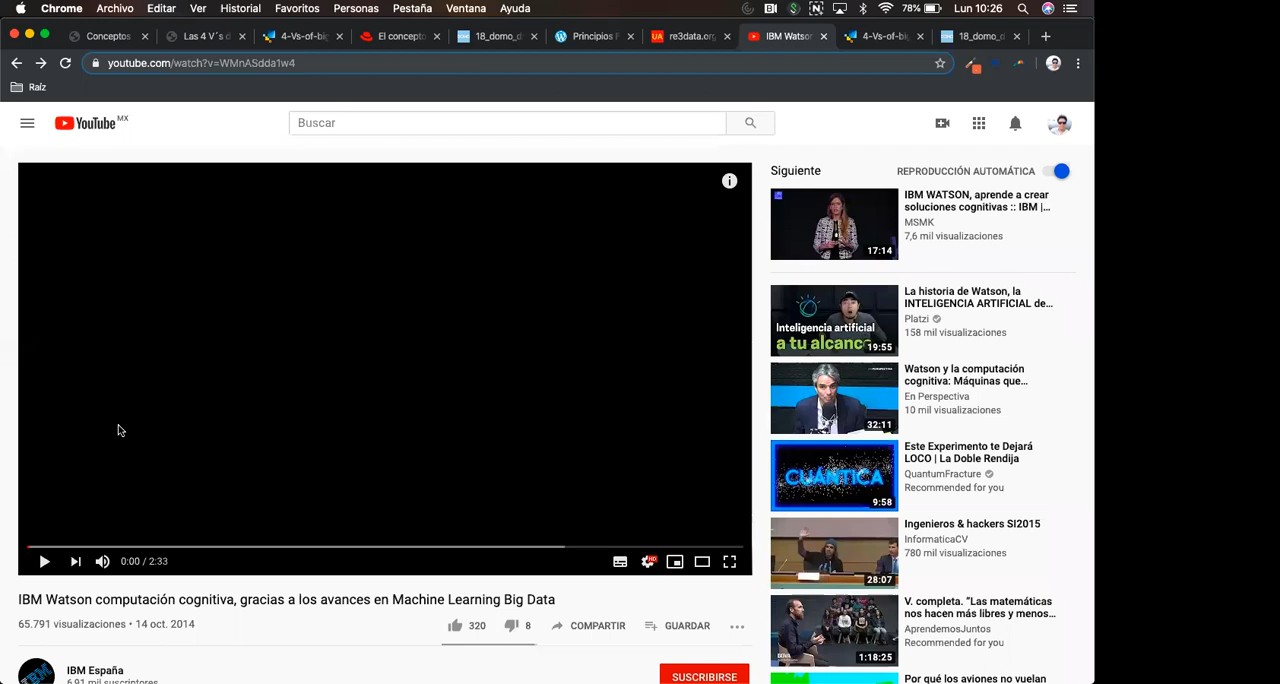 Chrome Archivo Editar Ver Historial Favoritos Personas Pestaña Ventana Ayuda 78% Lun 10:26
Conceptos Las 4 V´s d 4-Vs-of-big El concepto 18_domo_d Principios F re3data.org IBM Watson 4-Vs-of-big 18_domo_d
youtube.com/watch?v=WMnASdda1w4
Raíz
YouTube MX
Buscar
Siguiente
REPRODUCCIÓN AUTOMÁTICA
IBM WATSON, aprende a crear
soluciones cognitivas :: IBM |...
MSMK
7,6 mil visualizaciones
17:14
La historia de Watson, la
INTELIGENCIA ARTIFICIAL de...
Platzi
158 mil visualizaciones
Inteligencia artificial
a tu alcance
19:55
Watson y la computación
cognitiva: Máquinas que...
En Perspectiva
10 mil visualizaciones
32:11
Este Experimento te Dejará
LOCO | La Doble Rendija
QuantumFracture
Recommended for you
CUÁNTICA
9:58
Ingenieros & hackers SI2015
InformaticaCV
780 mil visualizaciones
28:07
V. completa. “Las matemáticas
nos hacen más libres y menos...
AprendemosJuntos
Recommended for you
1:18:25
Por qué los aviones no vuelan
0:00 / 2:33
HD
IBM Watson computación cognitiva, gracias a los avances en Machine Learning Big Data
65.791 visualizaciones • 14 oct. 2014
320 8 COMPARTIR GUARDAR
IBM España
6,91 mil suscriptores
SUSCRIBIRSE